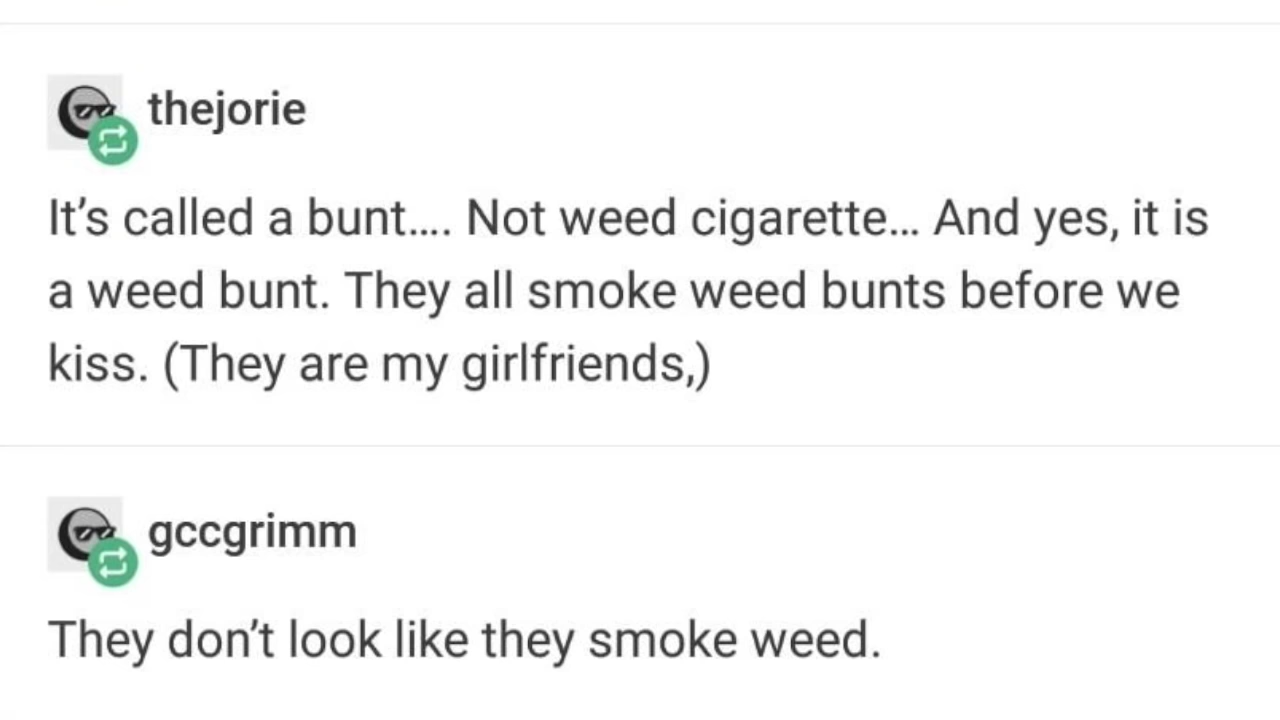 thejorie
It’s called a bunt.... Not weed cigarette... And yes, it is
a weed bunt. They all smoke weed bunts before we
kiss. (They are my girlfriends,)
gccgrimm
They don’t look like they smoke weed.